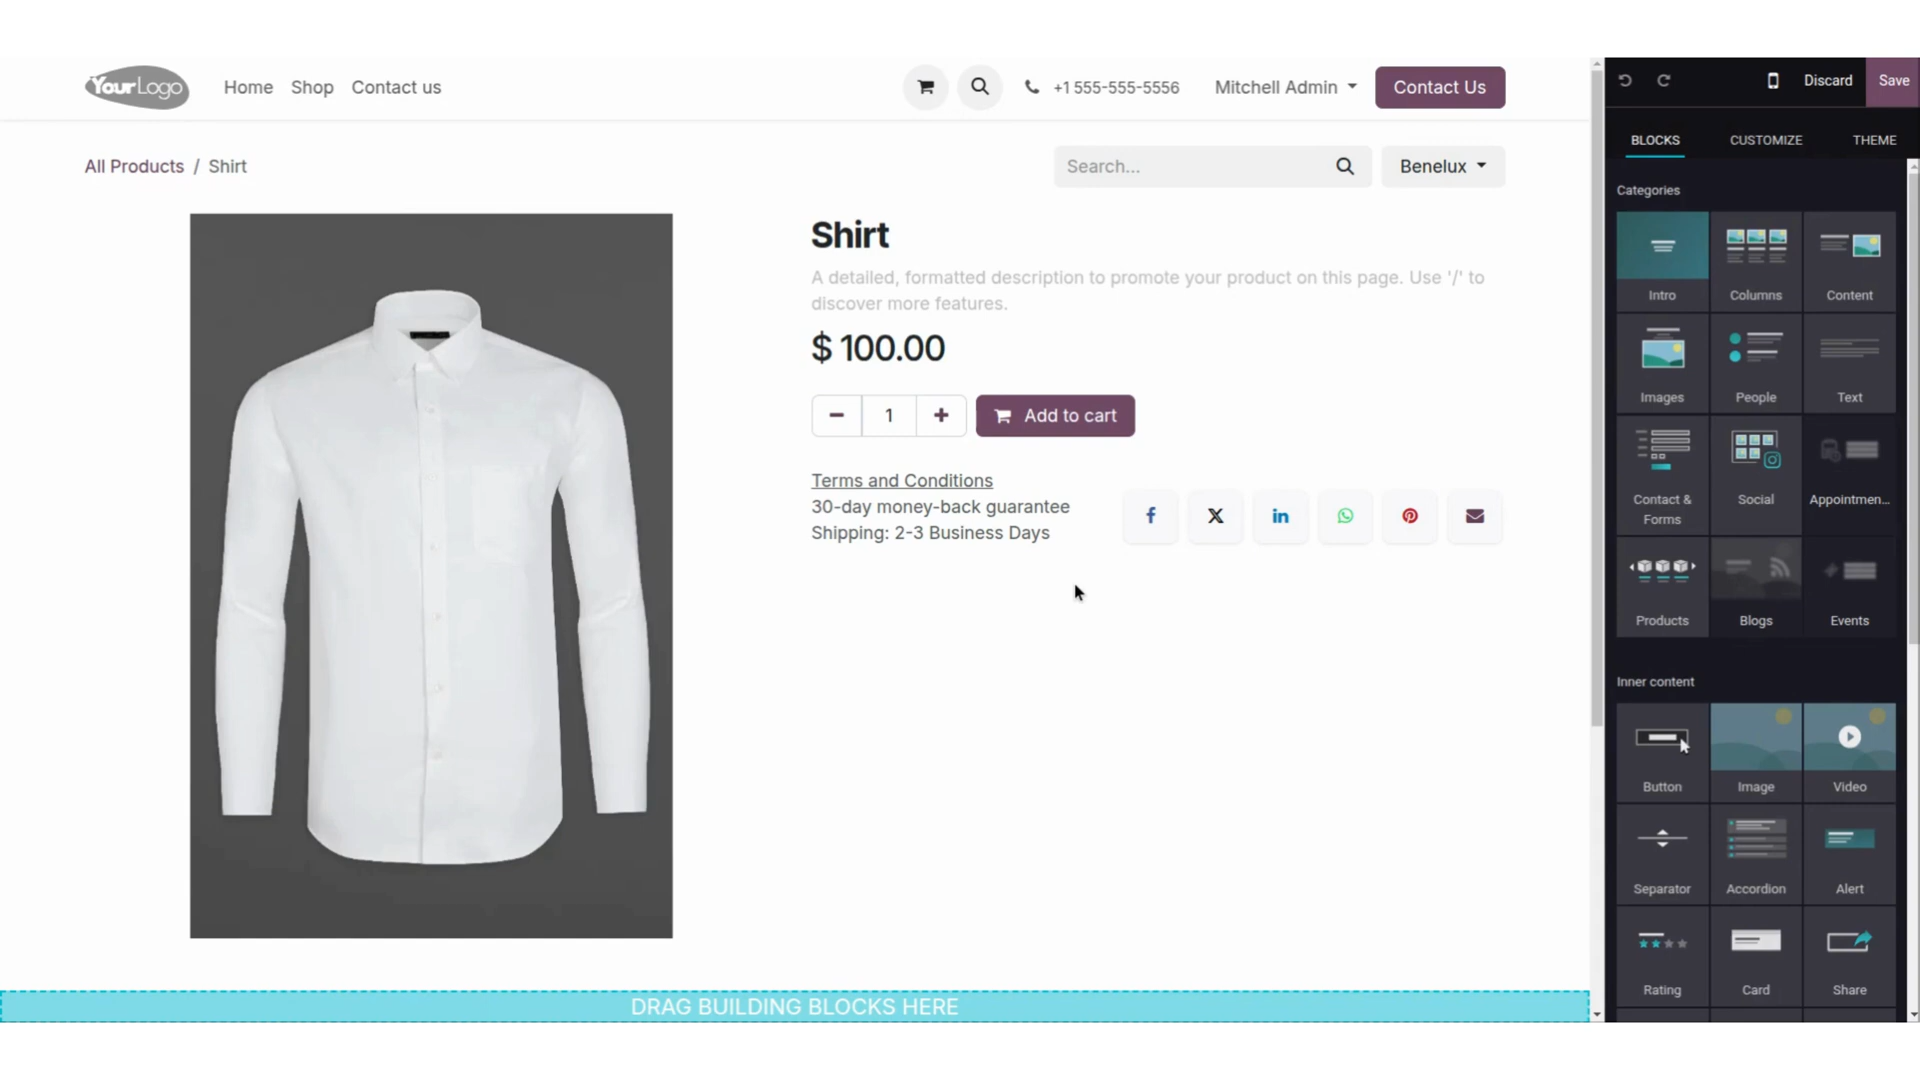 YourLogo
Home
Shop
Contact us
+1 555-555-5556
Mitchell Admin
Contact Us
Discard
Save
BLOCKS
CUSTOMIZE
THEME
All Products / Shirt
Search...
Benelux
Categories
Shirt
A detailed, formatted description to promote your product on this page. Use '/' to
discover more features.
$ 100.00
1
Add to cart
Terms and Conditions
30-day money-back guarantee
Shipping: 2-3 Business Days
Intro
Columns
Content
Images
People
Text
Contact &
Forms
Social
Appointmen...
Products
Blogs
Events
Inner content
Button
Image
Video
Separator
Accordion
Alert
Rating
Card
Share
DRAG BUILDING BLOCKS HERE